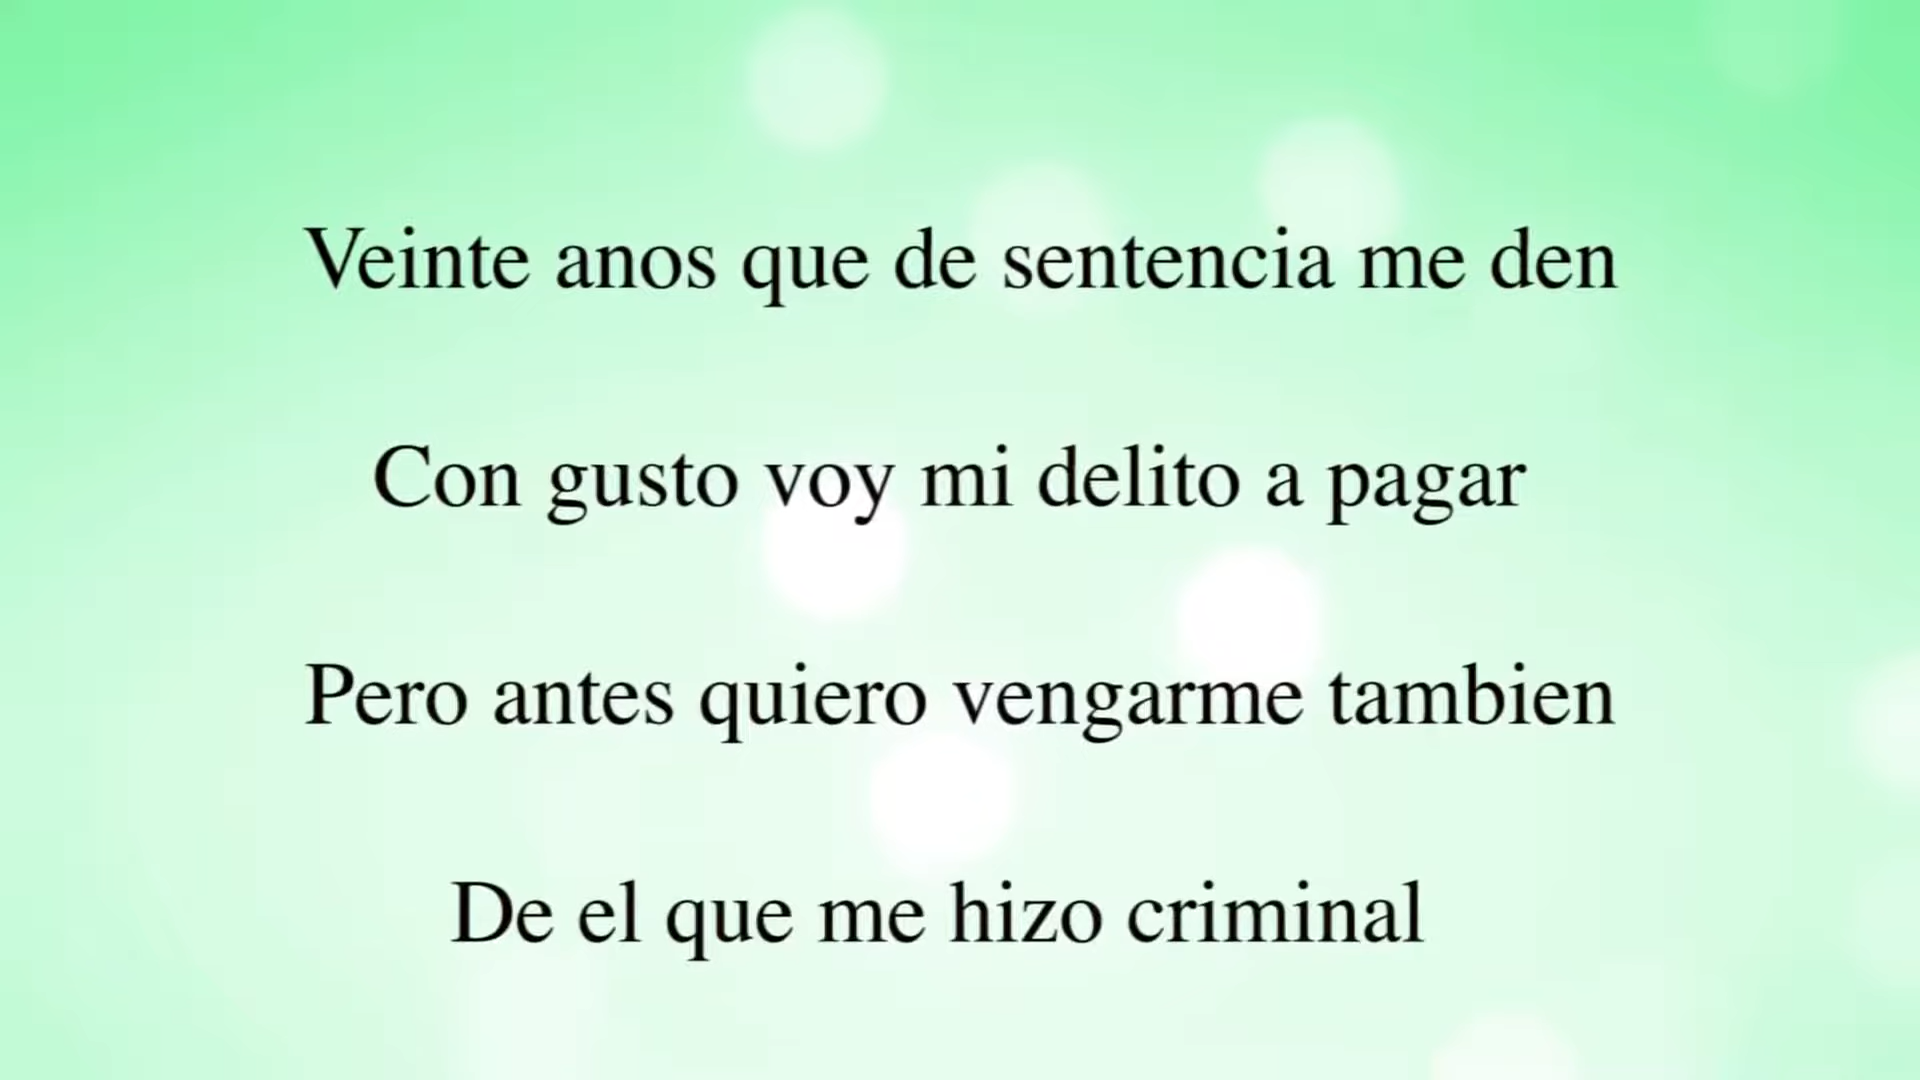 Veinte anos que de sentencia me den
Con gusto voy mi delito a pagar
Pero antes quiero vengarme tambien
De el que me hizo criminal